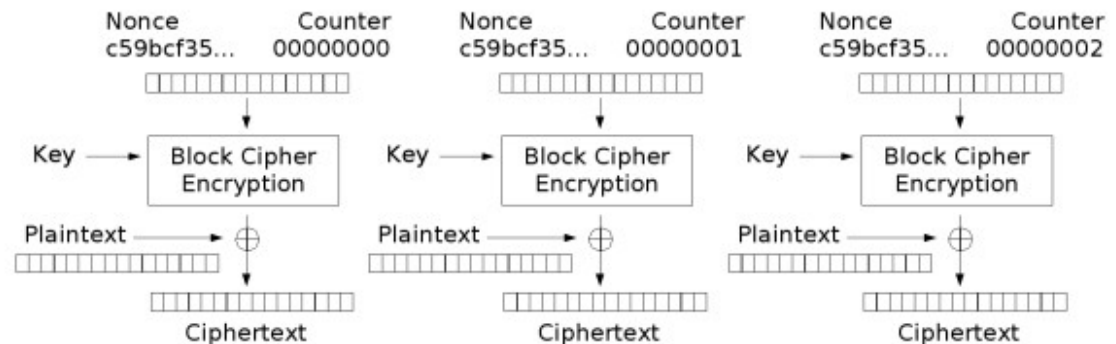 Nonce Counter Nonce Counter Nonce Counter
c59bcf35... 00000000 c59bcf35... 00000001 c59bcf35... 00000002
Key Block Cipher Key Block Cipher Key Block Cipher
Encryption Encryption Encryption
Plaintext Plaintext Plaintext
Ciphertext Ciphertext Ciphertext